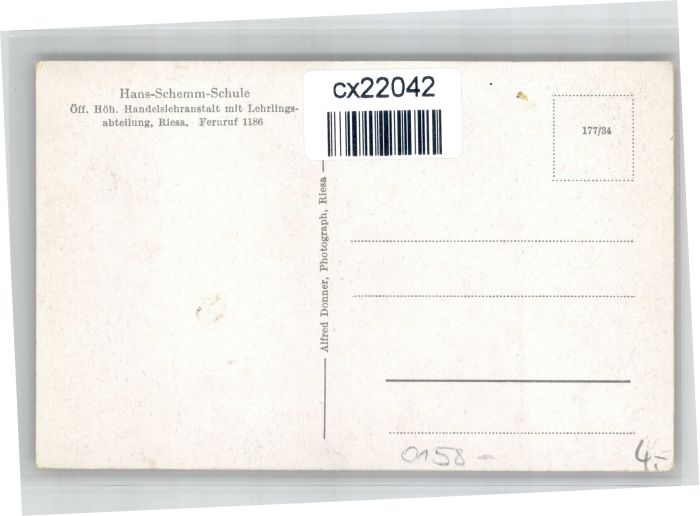 Hans-Schemm-Schule
Öff. Höh. Handelslehranstalt mit Lehrlings-
abteilung, Riesa. Fernruf 1186
cx22042
177/34
Alfred Donner, Photograph, Riesa
0158 -
4,-